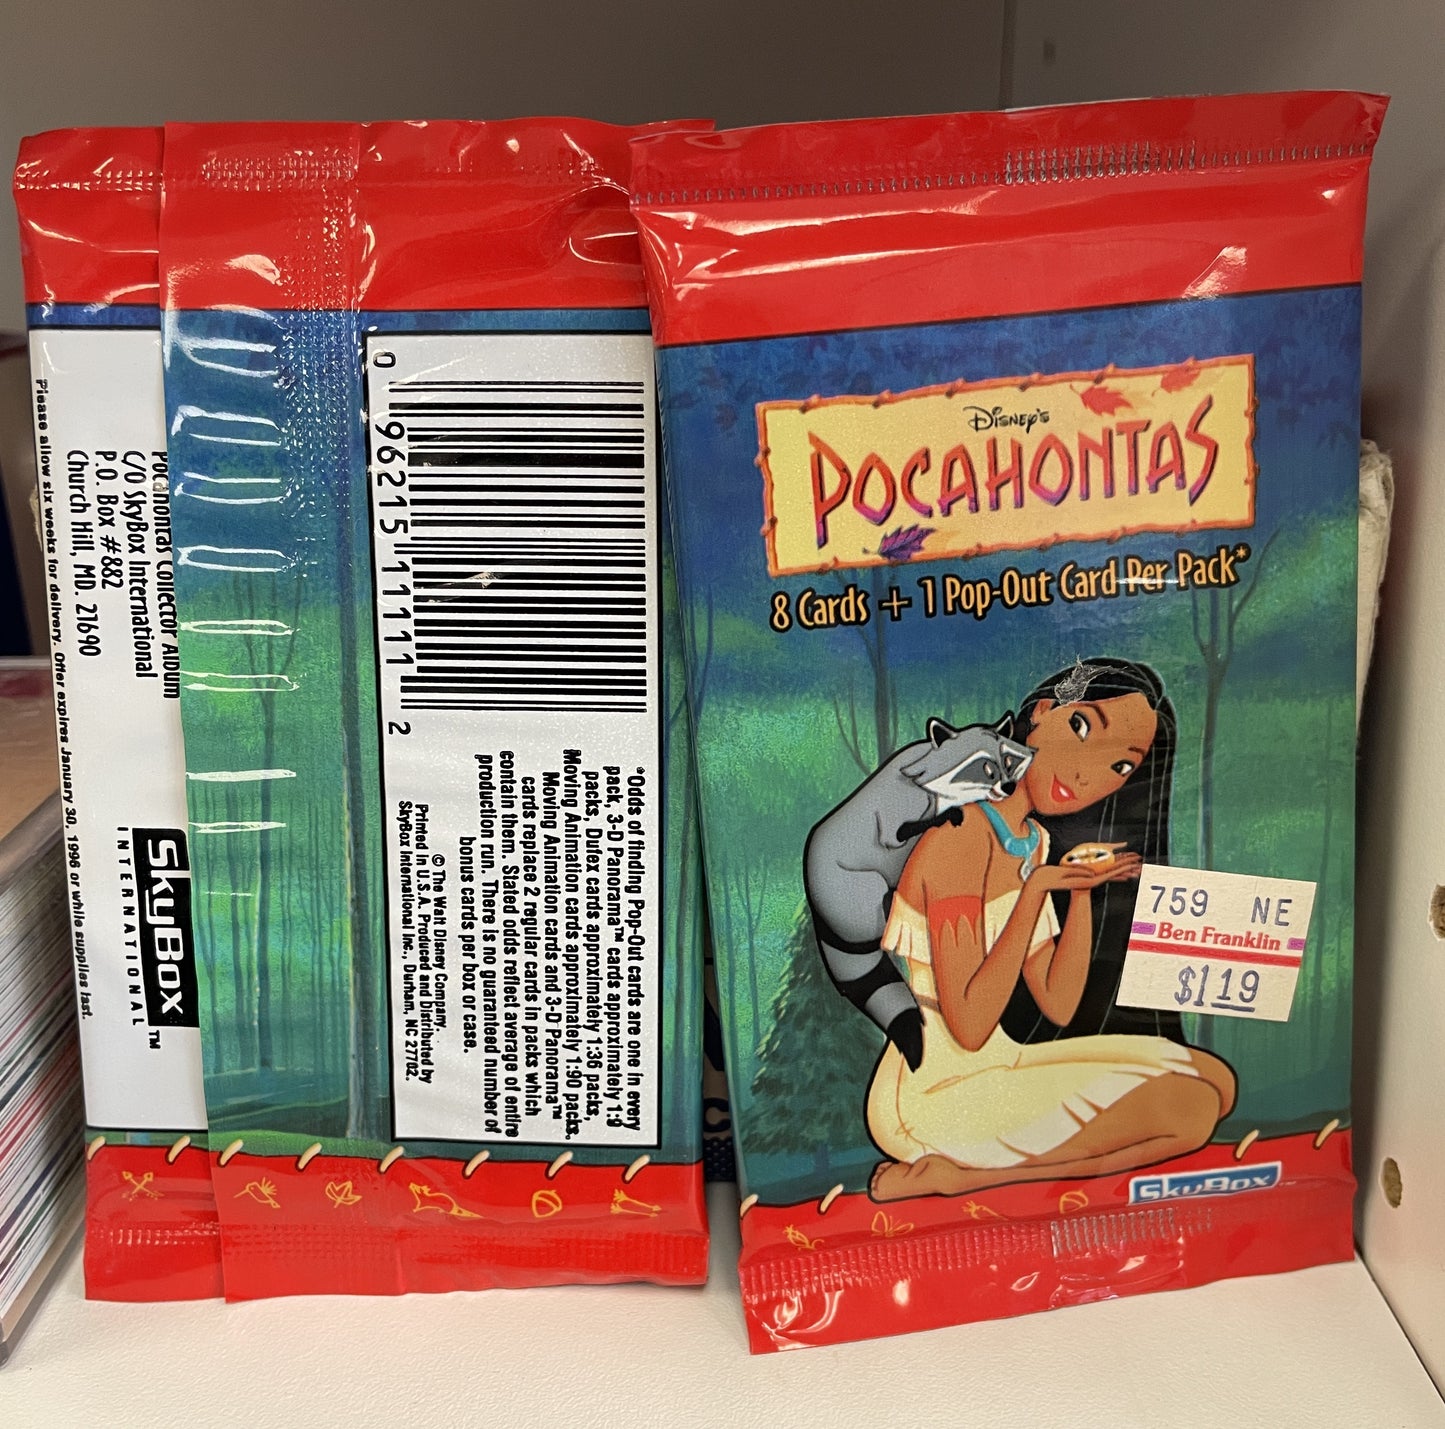 Please allow six weeks for delivery. Offer expires January 30, 1996 or while supplies last.
Pocahontas Collector Album
C/O SkyBox International
P.O. Box #882
Church Hill, MD. 21690
SkyBox™
INTERNATIONAL
0 96215 11111 2
*Odds of finding Pop-Out cards are one in every
pack, 3-D Panorama™ cards approximately 1:9
packs, Dufex cards approximately 1:36 packs,
Moving Animation cards approximately 1:90 packs.
Moving Animation cards and 3-D Panorama™
cards replace 2 regular cards in packs which
contain them. Stated odds reflect average of entire
production run. There is no guaranteed number of
bonus cards per box or case.
© The Walt Disney Company.
Printed in U.S.A. Produced and Distributed by
SkyBox International Inc., Durham, NC 27702.
Disney's
POCAHONTAS
8 Cards + 1 Pop-Out Card Per Pack*
759 NE
Ben Franklin
$1.19
SkyBox™